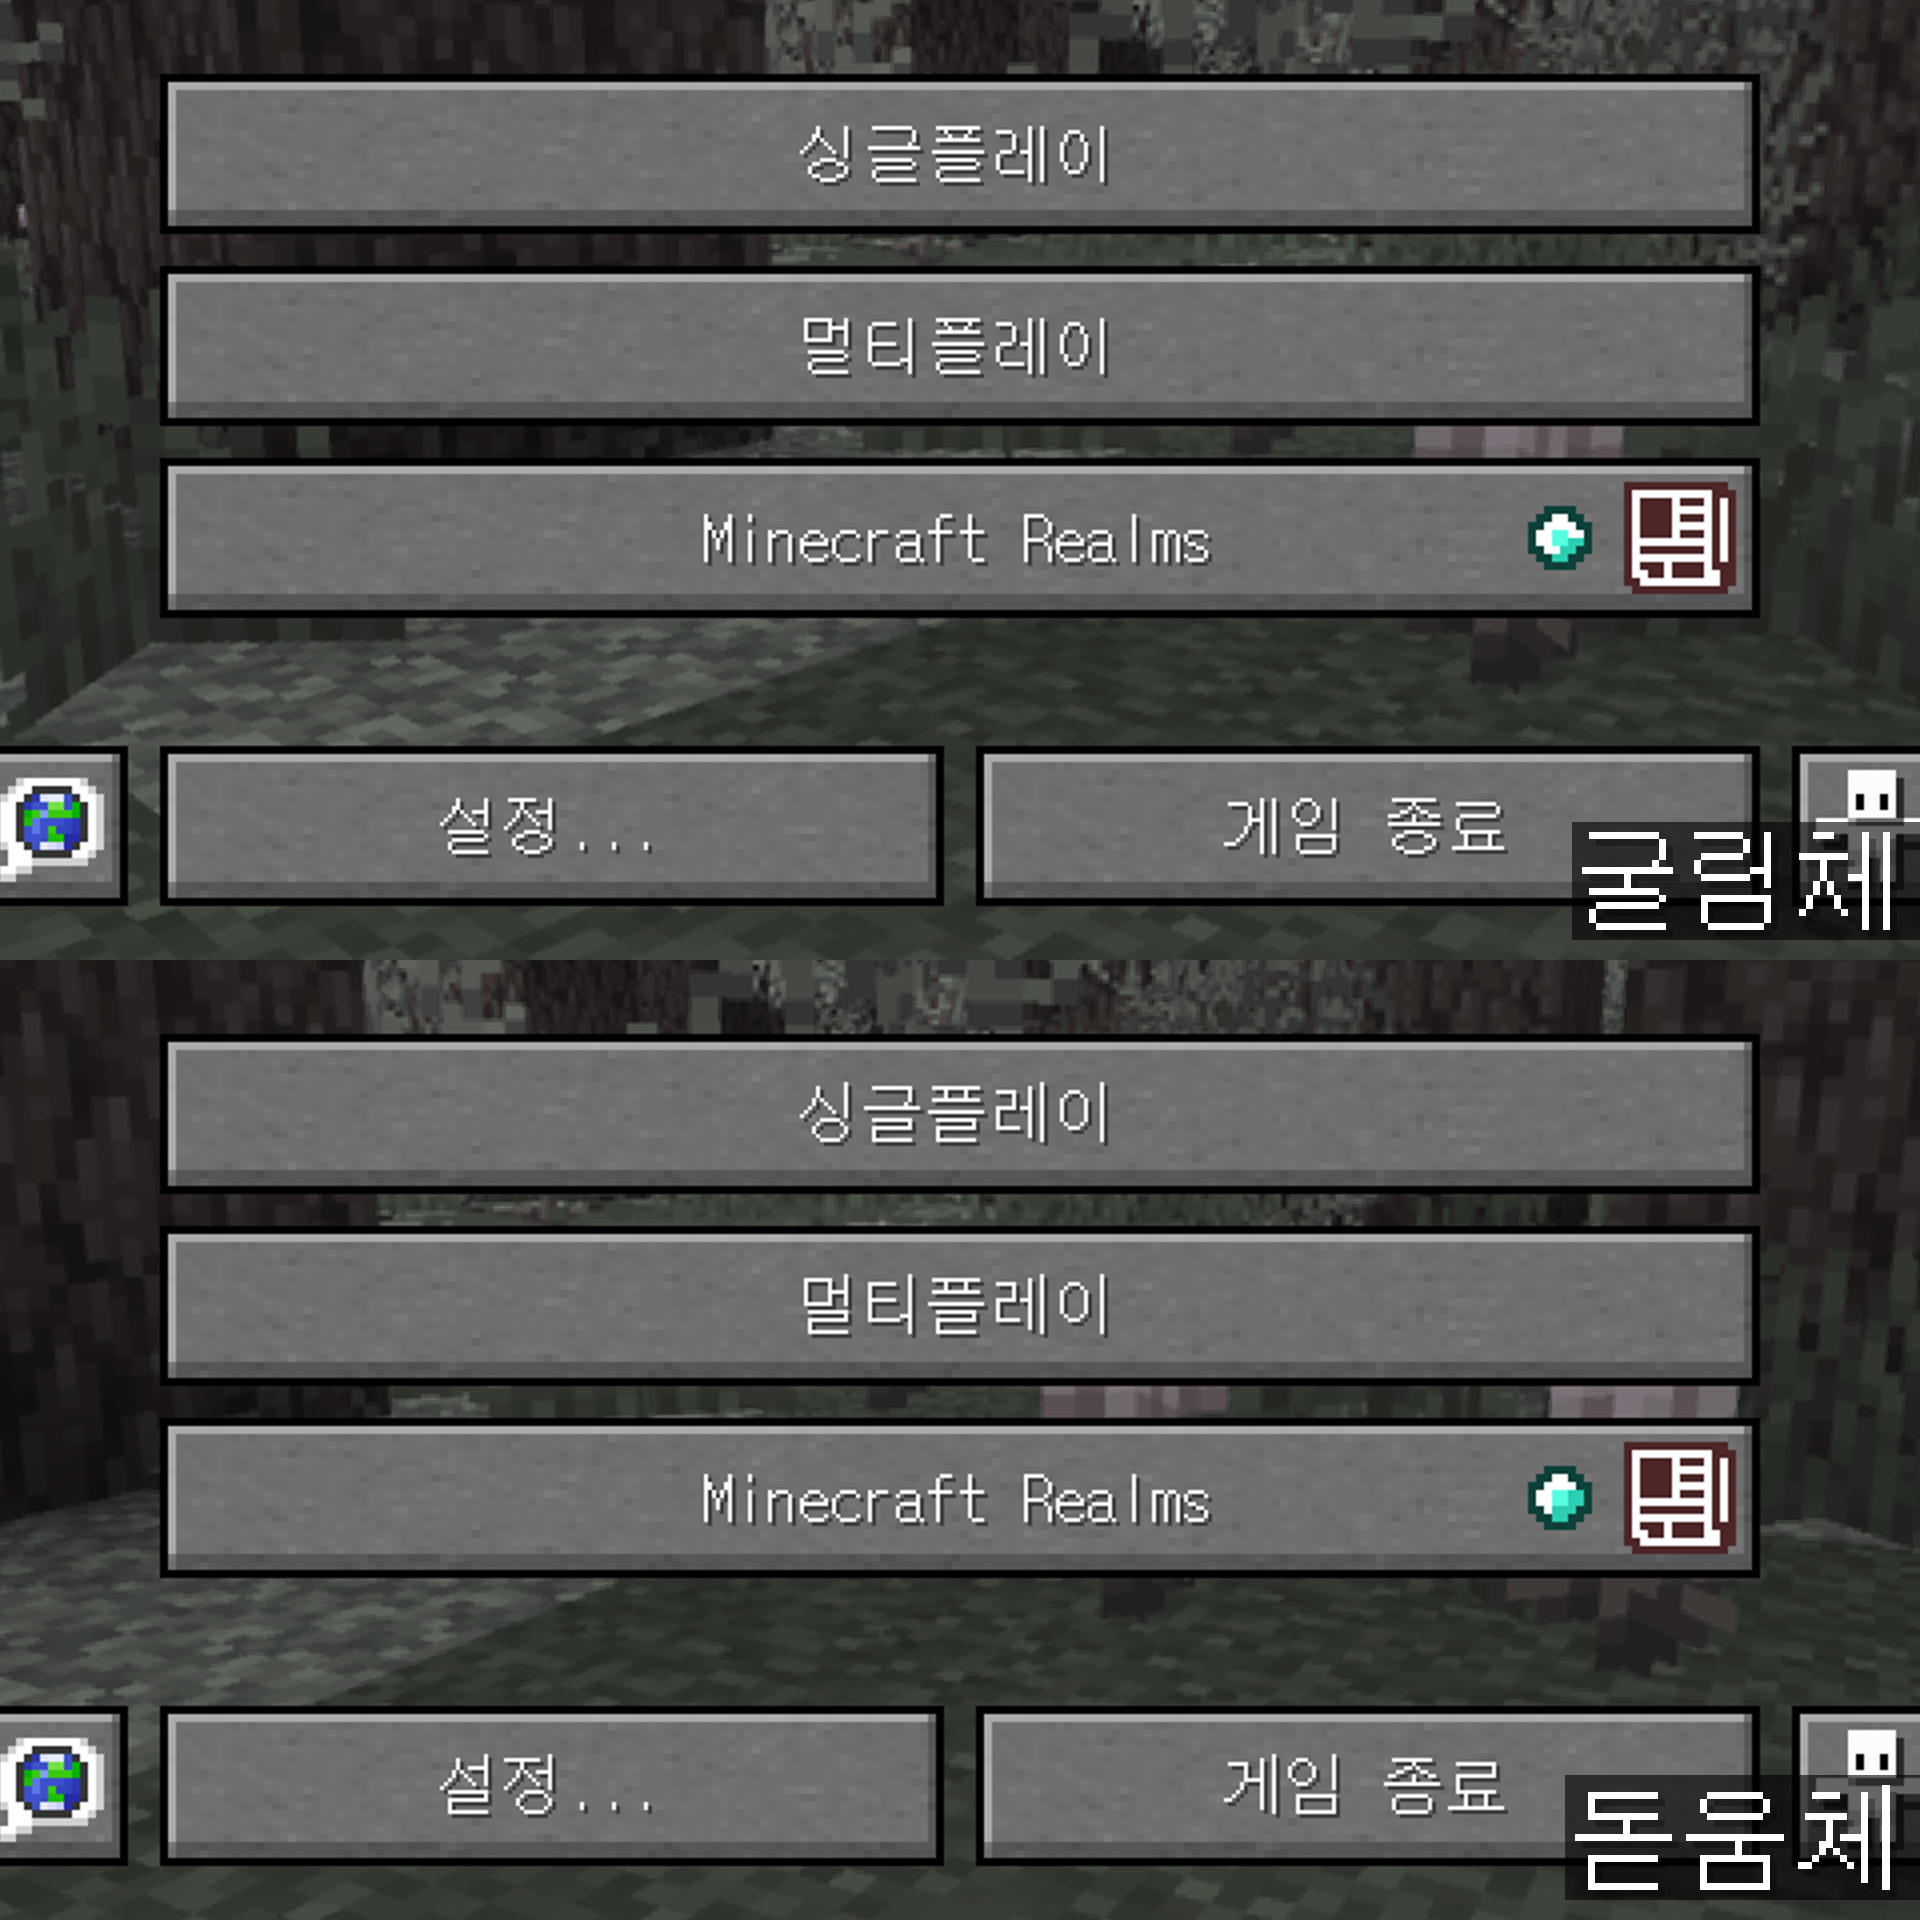 싱글플레이
멀티플레이
Minecraft Realms
설정...
게임 종료
굴림체
싱글플레이
멀티플레이
Minecraft Realms
설정...
게임 종료
돋움체